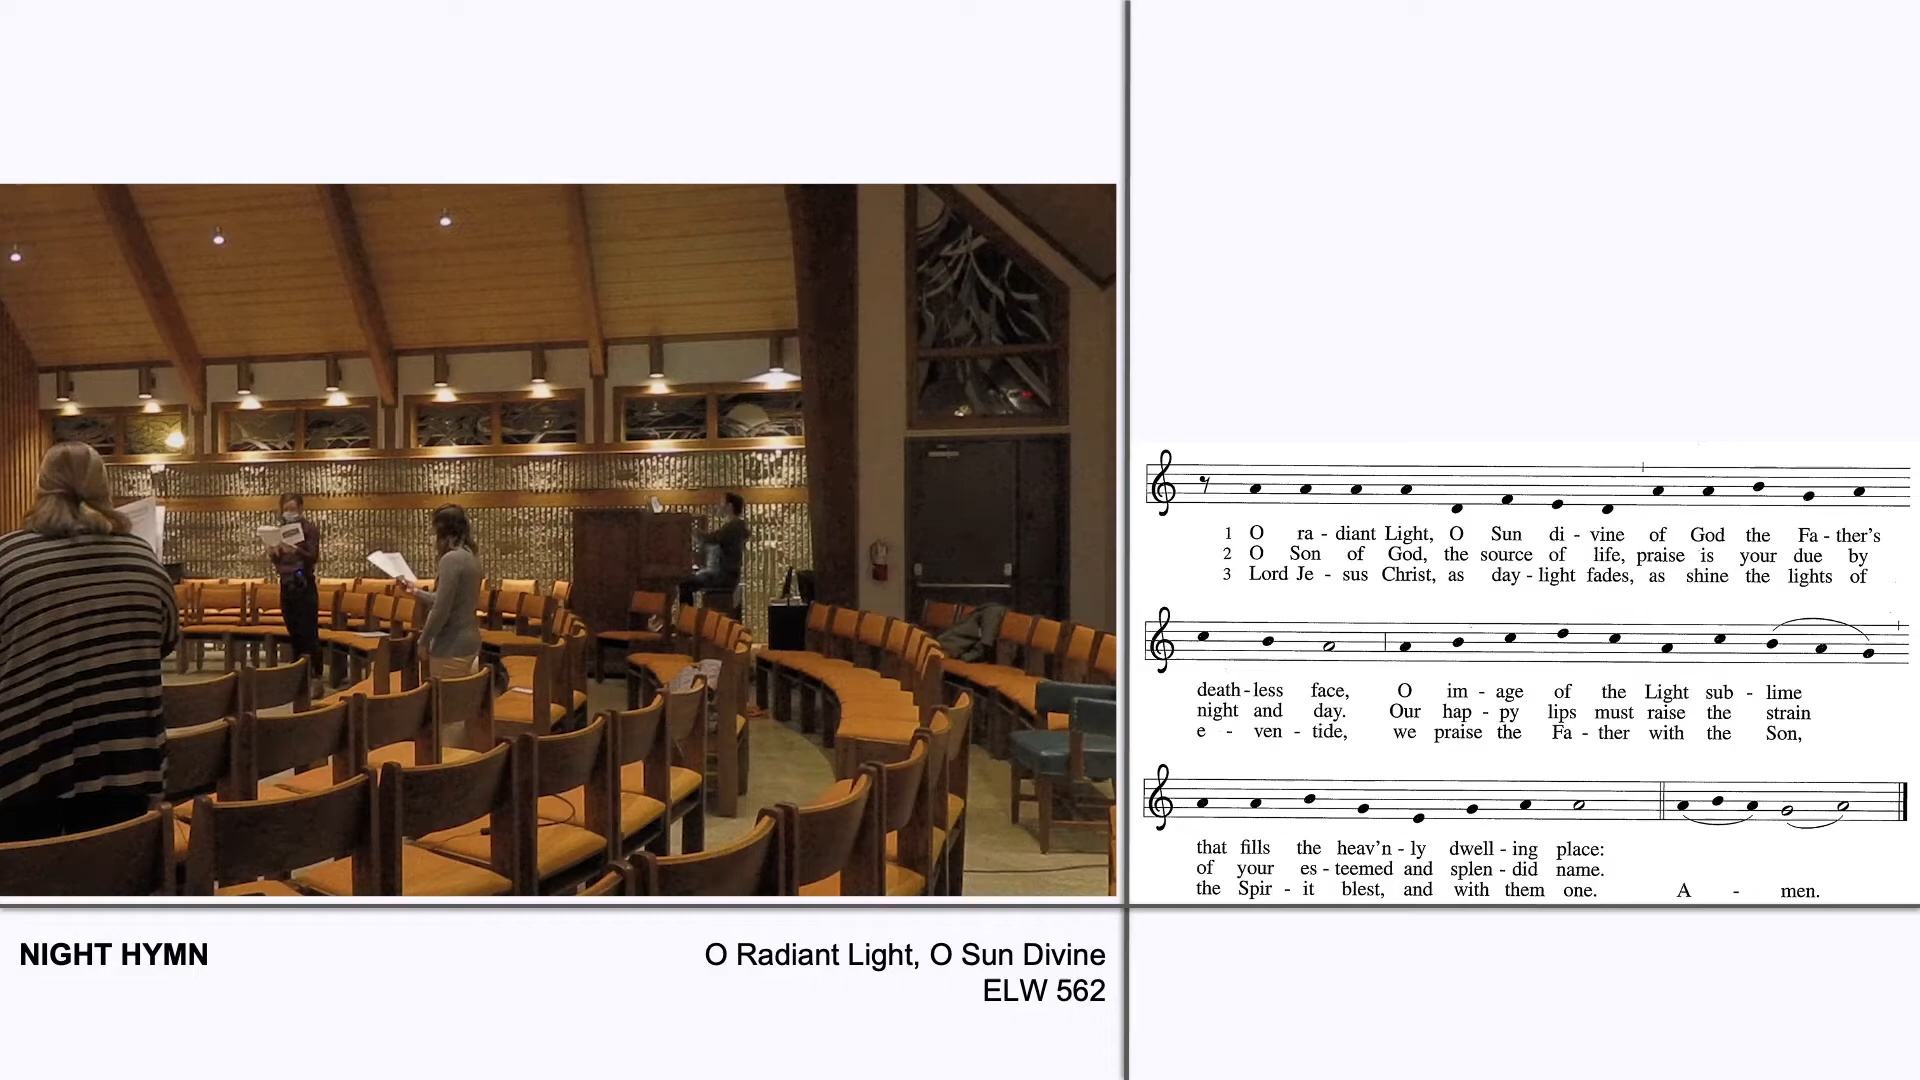 1 O ra - diant Light, O Sun di - vine of God the Fa - ther's
2 O Son of God, the source of life, praise is your due by
3 Lord Je - sus Christ, as day - light fades, as shine the lights of
death - less face, O im - age of the Light sub - lime
night and day. Our hap - py lips must raise the strain
e - ven - tide, we praise the Fa - ther with the Son,
that fills the heav'n - ly dwell - ing place:
of your es - teemed and splen - did name.
the Spir - it blest, and with them one. A - men.
NIGHT HYMN
O Radiant Light, O Sun Divine
ELW 562